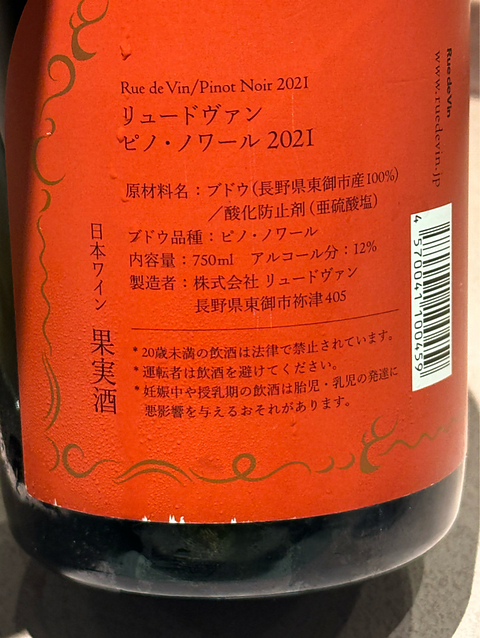 Rue de Vin/Pinot Noir 2021
リュードヴァン
ピノ・ノワール 2021
原材料名：ブドウ（長野県東御市産100%）
／酸化防止剤（亜硫酸塩）
ブドウ品種：ピノ・ノワール
内容量：750ml アルコール分：12%
製造者：株式会社 リュードヴァン
長野県東御市祢津405
＊20歳未満の飲酒は法律で禁止されています。
＊運転者は飲酒を避けてください。
＊妊娠中や授乳期の飲酒は胎児・乳児の発達に
悪影響を与えるおそれがあります。
日本ワイン 果実酒
Rue de Vin
www.ruedevin.jp
4 570041 100459